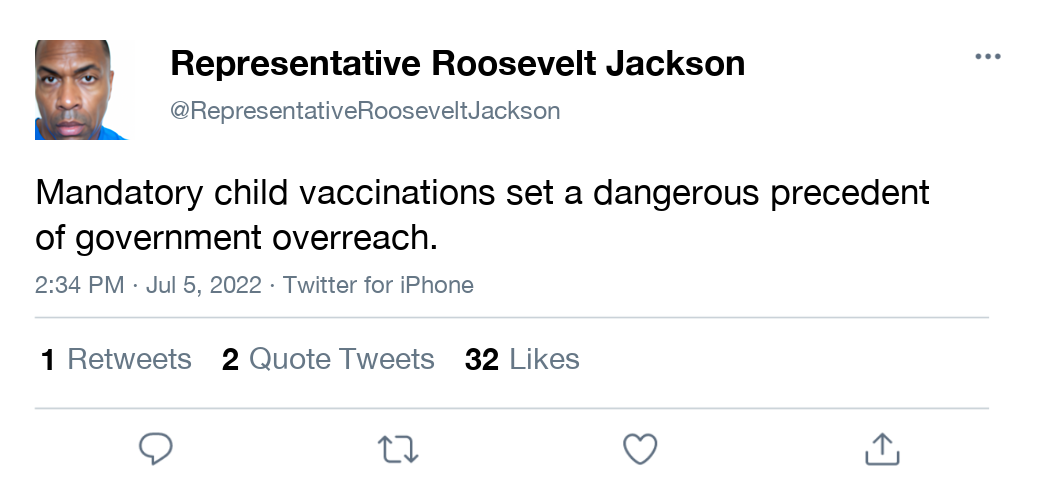 Representative Roosevelt Jackson
@RepresentativeRooseveltJackson
Mandatory child vaccinations set a dangerous precedent
of government overreach.
2:34 PM · Jul 5, 2022 · Twitter for iPhone
1 Retweets 2 Quote Tweets 32 Likes